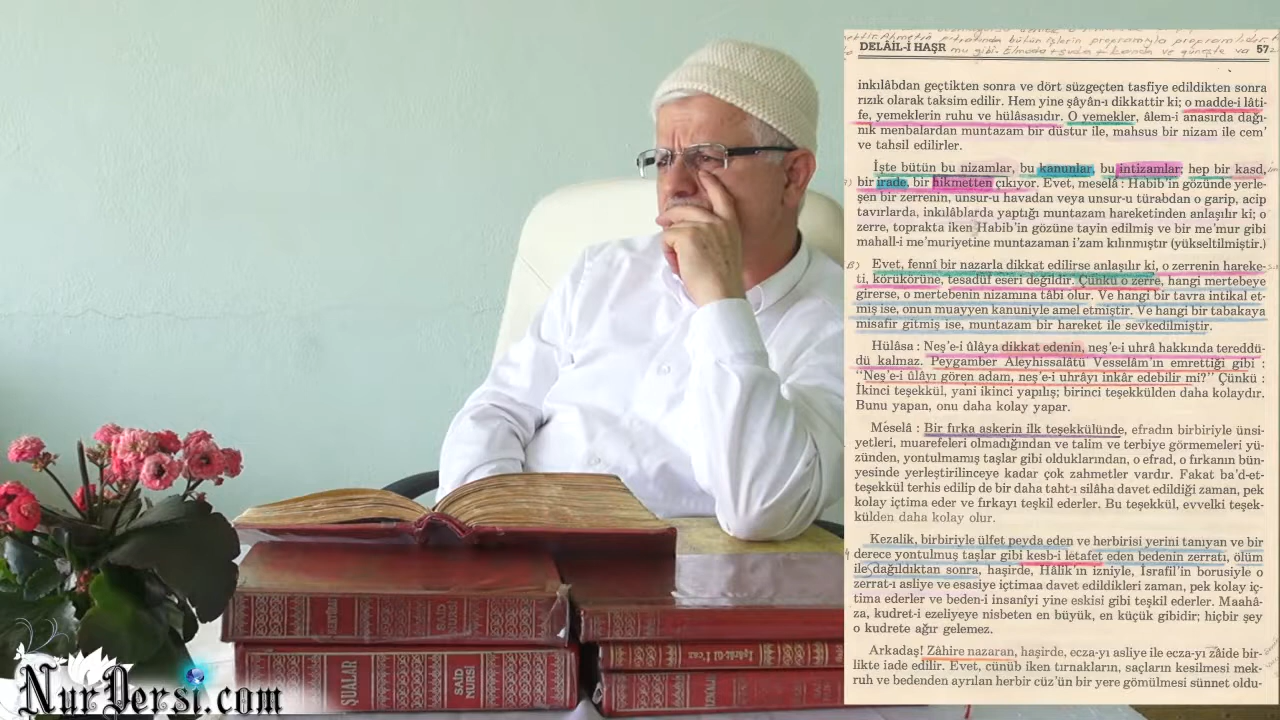 DELÂİL-İ HAŞR 57
inkılâbdan geçtikten sonra ve dört süzgeçten tasfiye edildikten sonra
rızık olarak taksim edilir. Hem yine şâyân-ı dikkattir ki; o madde-i lâti-
fe, yemeklerin ruhu ve hülâsasıdır. O yemekler, âlem-i anasırda dağı-
nık menbalardan muntazam bir düstur ile, mahsus bir nizam ile cem'
ve tahsil edilirler.
İşte bütün bu nizamlar, bu kanunlar, bu intizamlar; hep bir kasd,
bir irade, bir hikmetten çıkıyor. Evet, meselâ : Habib'in gözünde yerle-
şen bir zerrenin, unsur-u havadan veya unsur-u türabdan o garip, acip
tavırlarda, inkılâblarda yaptığı muntazam hareketinden anlaşılır ki; o
zerre, toprakta iken Habib'in gözüne tayin edilmiş ve bir me'mur gibi
mahall-i me'muriyetine muntazaman i'zam kılınmıştır (yükseltilmiştir.)
Evet, fennî bir nazarla dikkat edilirse anlaşılır ki, o zerrenin hareke-
ti, körükörüne, tesadüf eseri değildir. Çünkü o zerre, hangi mertebeye
girerse, o mertebenin nizamına tâbi olur. Ve hangi bir tavra intikal et-
miş ise, onun muayyen kanuniyle amel etmiştir. Ve hangi bir tabakaya
misafir gitmiş ise, muntazam bir hareket ile sevkedilmiştir.
Hülâsa : Neş'e-i ûlâya dikkat edenin, neş'e-i uhrâ hakkında tereddü-
dü kalmaz. Peygamber Aleyhissalâtü Vesselâm'ın emrettiği gibi :
"Neş'e-i ûlâyı gören adam, neş'e-i uhrâyı inkâr edebilir mi?" Çünkü :
İkinci teşekkül, yani ikinci yapılış; birinci teşekkülden daha kolaydır.
Bunu yapan, onu daha kolay yapar.
Meselâ : Bir fırka askerin ilk teşekkülünde, efradın birbiriyle ünsi-
yetleri, muarefeleri olmadığından ve talim ve terbiye görmemeleri yü-
zünden, yontulmamış taşlar gibi olduklarından, o efrad, o fırkanın bün-
yesinde yerleştirilinceye kadar çok zahmetler vardır. Fakat ba'd-et-
teşekkül terhis edilip de bir daha taht-ı silâha davet edildiği zaman, pek
kolay içtima eder ve fırkayı teşkil ederler. Bu teşekkül, evvelki teşek-
külden daha kolay olur.
Kezalik, birbiriyle ülfet peyda eden ve herbirisi yerini tanıyan ve bir
derece yontulmuş taşlar gibi kesb-i letafet eden bedenin zerratı, ölüm
ile dağıldıktan sonra, haşirde, Hâlik'ın izniyle, İsrafil'in borusiyle o
zerrat-ı asliye ve esasiye içtimaa davet edildikleri zaman, pek kolay iç-
tima ederler ve beden-i insanîyi yine eskisi gibi teşkil ederler. Maahâ-
za, kudret-i ezeliyeye nisbeten en büyük, en küçük gibidir; hiçbir şey
o kudrete ağır gelemez.
Arkadaş! Zâhire nazaran, haşirde, ecza-yı asliye ile ecza-yı zâide bir-
likte iade edilir. Evet, cünüb iken tırnakların, saçların kesilmesi mek-
ruh ve bedenden ayrılan herbir cüz'ün bir yere gömülmesi sünnet oldu-
ŞUALAR
SAİD
NURSİ
NurDersi.com